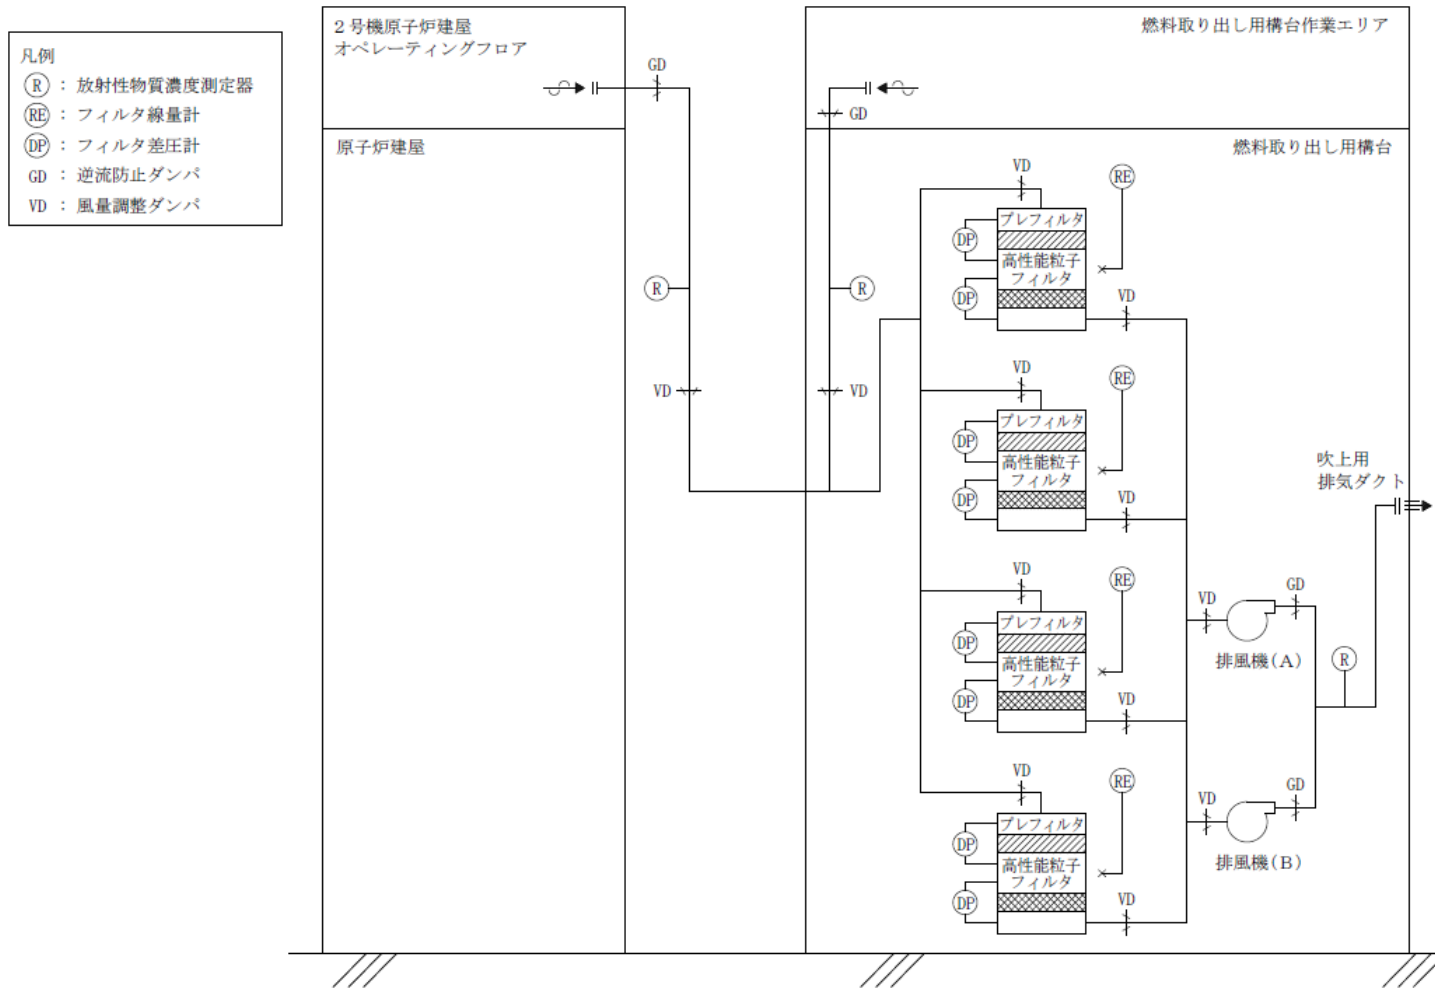 凡例
R : 放射性物質濃度測定器
RE : フィルタ線量計
DP : フィルタ差圧計
GD : 逆流防止ダンパ
VD : 風量調整ダンパ
2号機原子炉建屋
オペレーティングフロア
GD
原子炉建屋
R
VD
燃料取り出し用構台作業エリア
GD
燃料取り出し用構台
R
VD
VD
RE
プレフィルタ
DP
高性能粒子
フィルタ
DP
VD
VD
RE
プレフィルタ
DP
高性能粒子
フィルタ
DP
VD
VD
RE
プレフィルタ
DP
高性能粒子
フィルタ
DP
VD
VD
RE
プレフィルタ
DP
高性能粒子
フィルタ
DP
VD
VD
GD
排風機(A)
VD
GD
排風機(B)
R
吹上用
排気ダクト